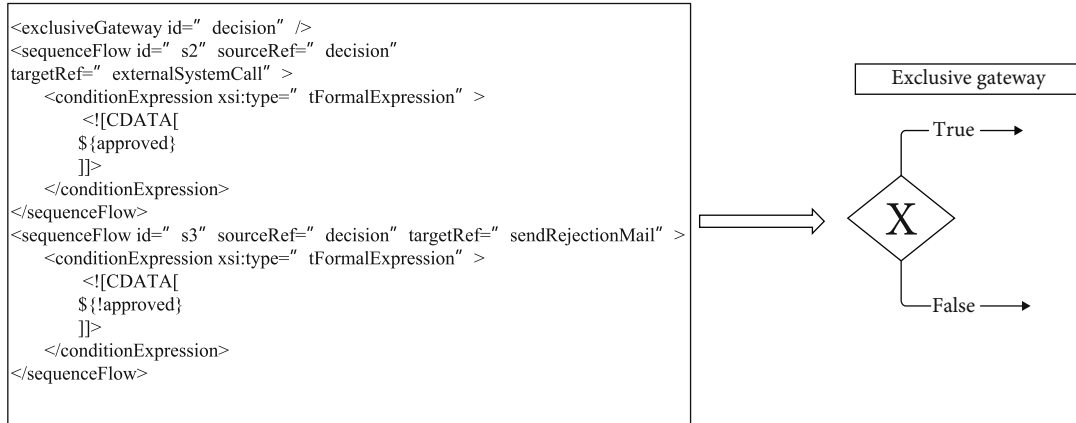 <exclusiveGateway id=″ decision″ />
<sequenceFlow id=″ s2″ sourceRef=″ decision″
targetRef=″ externalSystemCall″ >
<conditionExpression xsi:type=″ tFormalExpression″ >
<![CDATA[
${approved}
]]>
</conditionExpression>
</sequenceFlow>
<sequenceFlow id=″ s3″ sourceRef=″ decision″ targetRef=″ sendRejectionMail″ >
<conditionExpression xsi:type=″ tFormalExpression″ >
<![CDATA[
${!approved}
]]>
</conditionExpression>
</sequenceFlow>
Exclusive gateway
True
X
False